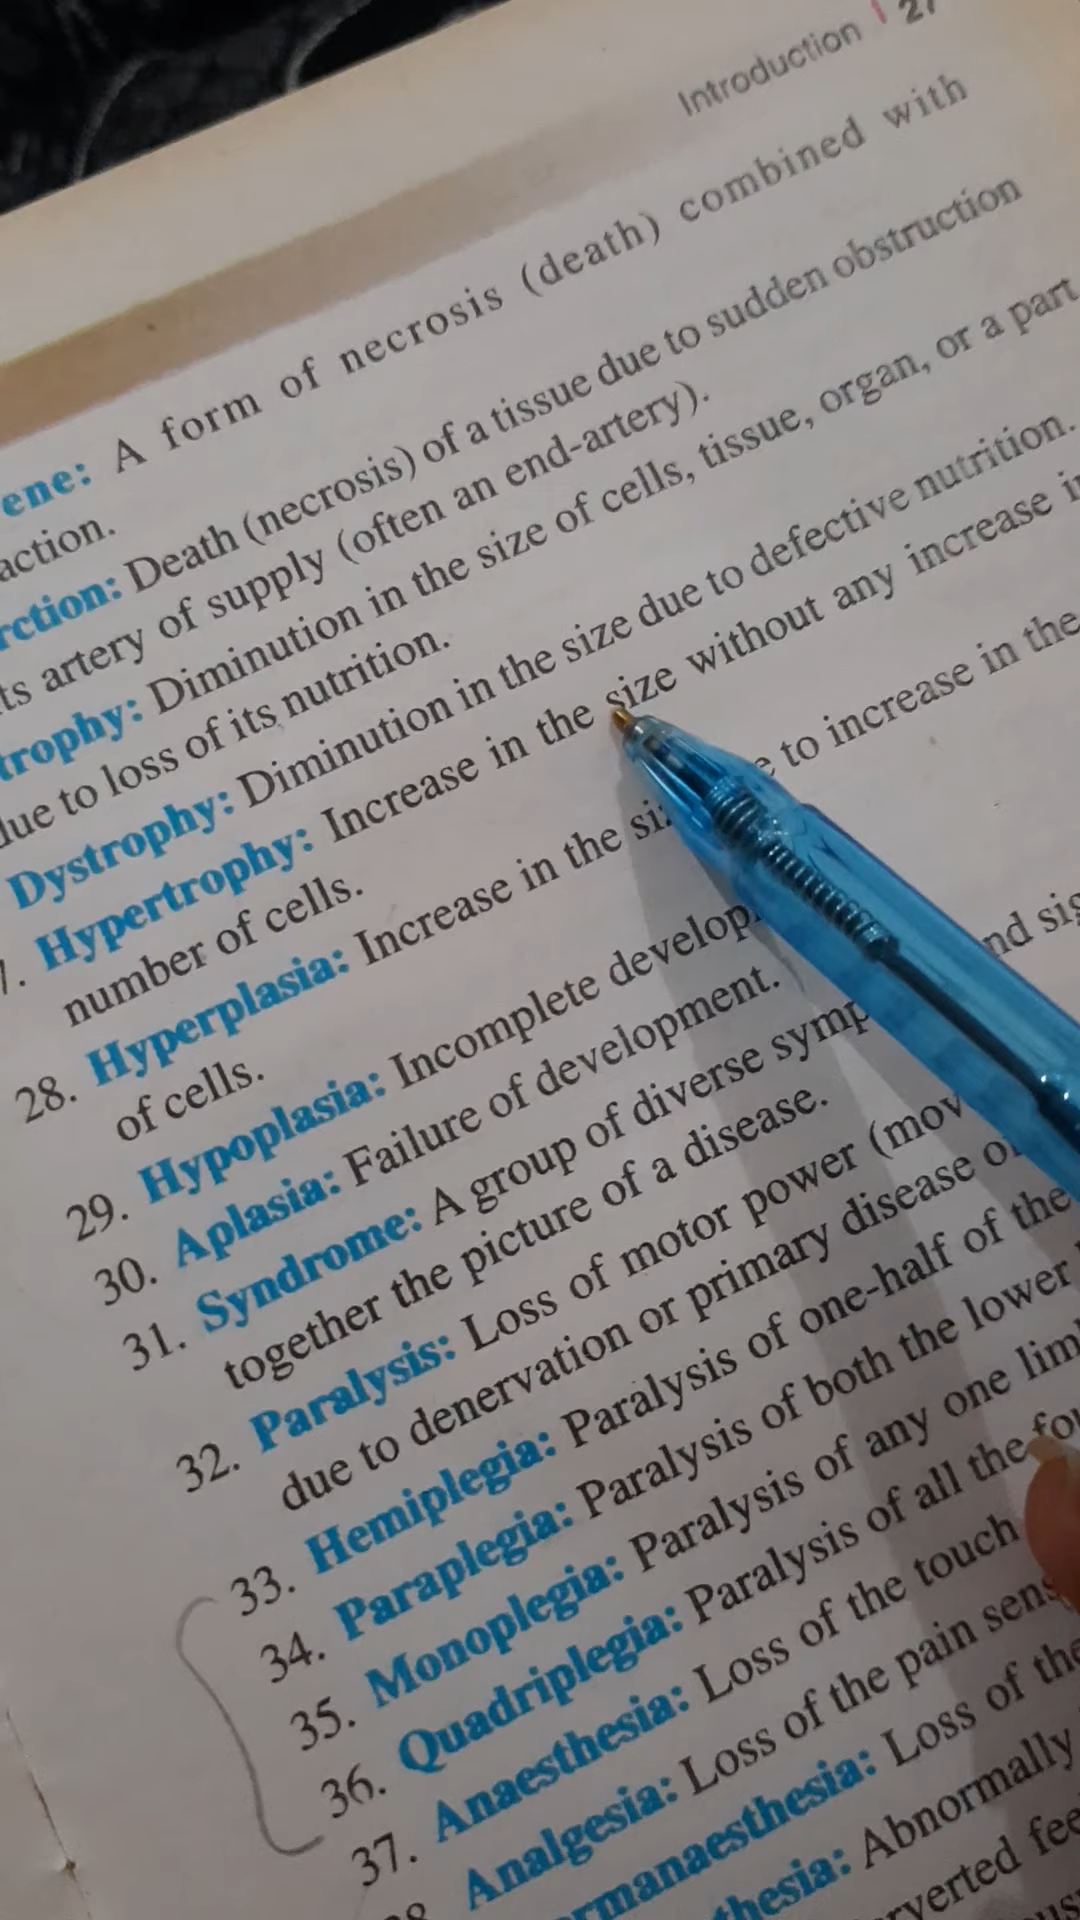 Introduction
ene: A form of necrosis (death) combined with
action.
rction: Death (necrosis) of a tissue due to sudden obstruction
ts artery of supply (often an end-artery).
trophy: Diminution in the size of cells, tissue, organ, or a part
due to loss of its nutrition.
Dystrophy: Diminution in the size due to defective nutrition.
7. Hypertrophy: Increase in the size without any increase in
number of cells.
28. Hyperplasia: Increase in the si e to increase in the
of cells.
29. Hypoplasia: Incomplete develop
30. Aplasia: Failure of development.
31. Syndrome: A group of diverse symp nd sig
together the picture of a disease.
32. Paralysis: Loss of motor power (mov
due to denervation or primary disease o
33. Hemiplegia: Paralysis of one-half of the
34. Paraplegia: Paralysis of both the lower
35. Monoplegia: Paralysis of any one lim
36. Quadriplegia: Paralysis of all the fo
37. Anaesthesia: Loss of the touch
Analgesia: Loss of the pain sens
rmanaesthesia: Loss of the
thesia: Abnormally
rverted fee